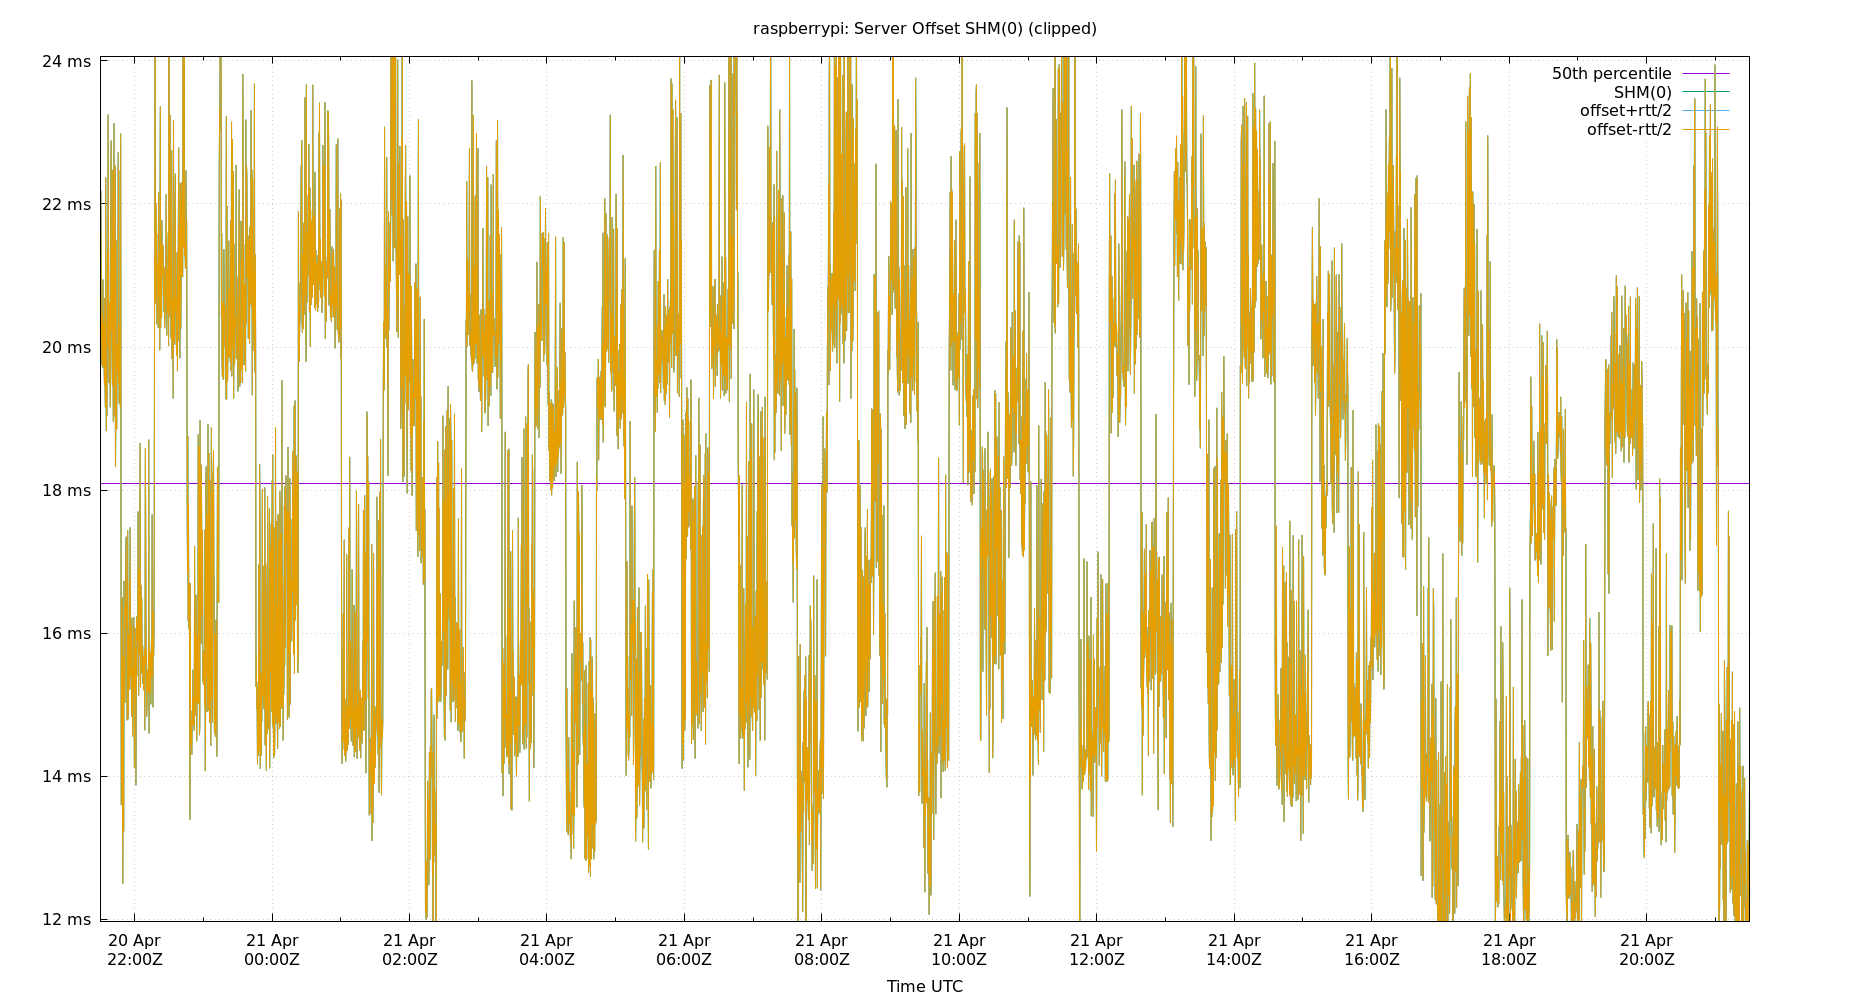 raspberrypi: Server Offset SHM(0) (clipped)
24 ms
22 ms
20 ms
18 ms
16 ms
14 ms
12 ms
50th percentile
SHM(0)
offset+rtt/2
offset-rtt/2
20 Apr 21 Apr 21 Apr 21 Apr 21 Apr 21 Apr 21 Apr 21 Apr 21 Apr 21 Apr 21 Apr 21 Apr
22:00Z 00:00Z 02:00Z 04:00Z 06:00Z 08:00Z 10:00Z 12:00Z 14:00Z 16:00Z 18:00Z 20:00Z
Time UTC